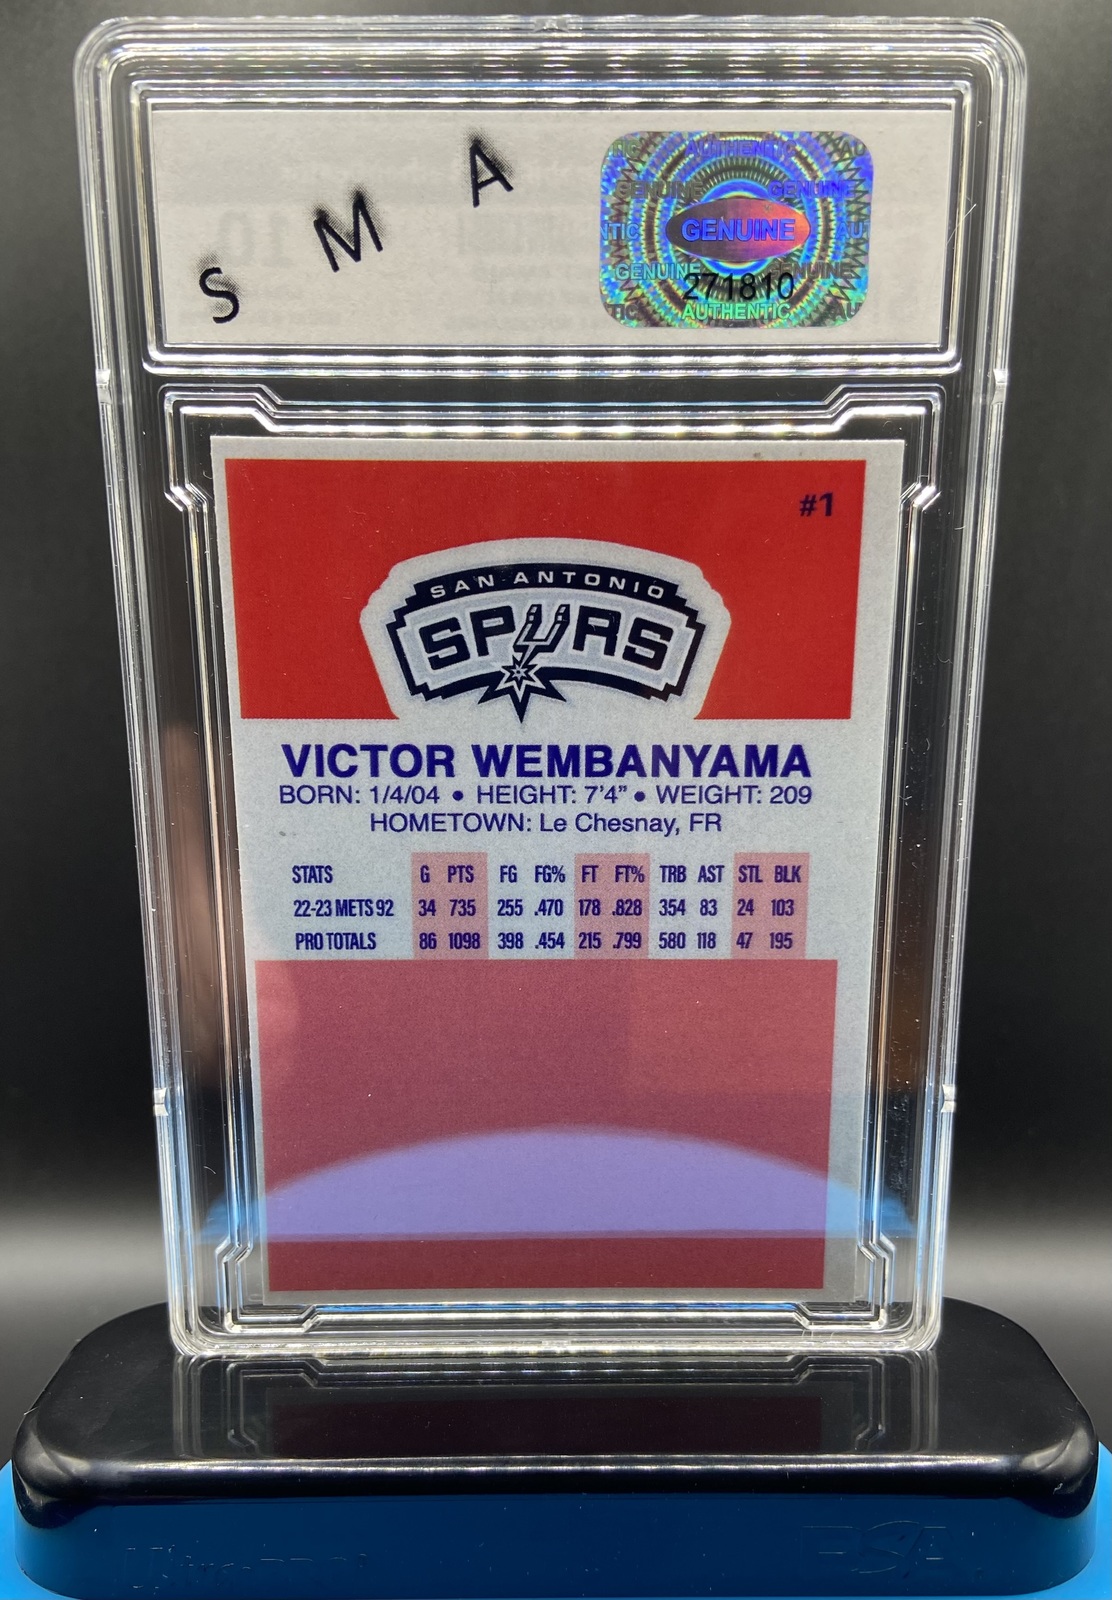 S M A
AUTHENTIC
GENUINE GENUINE
GENUINE
GENUINE GENUINE
271810
AUTHENTIC
#1
SAN ANTONIO
SPURS
VICTOR WEMBANYAMA
BORN: 1/4/04 • HEIGHT: 7'4" • WEIGHT: 209
HOMETOWN: Le Chesnay, FR
STATS G PTS FG FG% FT FT% TRB AST STL BLK
22-23 METS 92 34 735 255 .470 178 .828 354 83 24 103
PRO TOTALS 86 1098 398 .454 215 .799 580 118 47 195